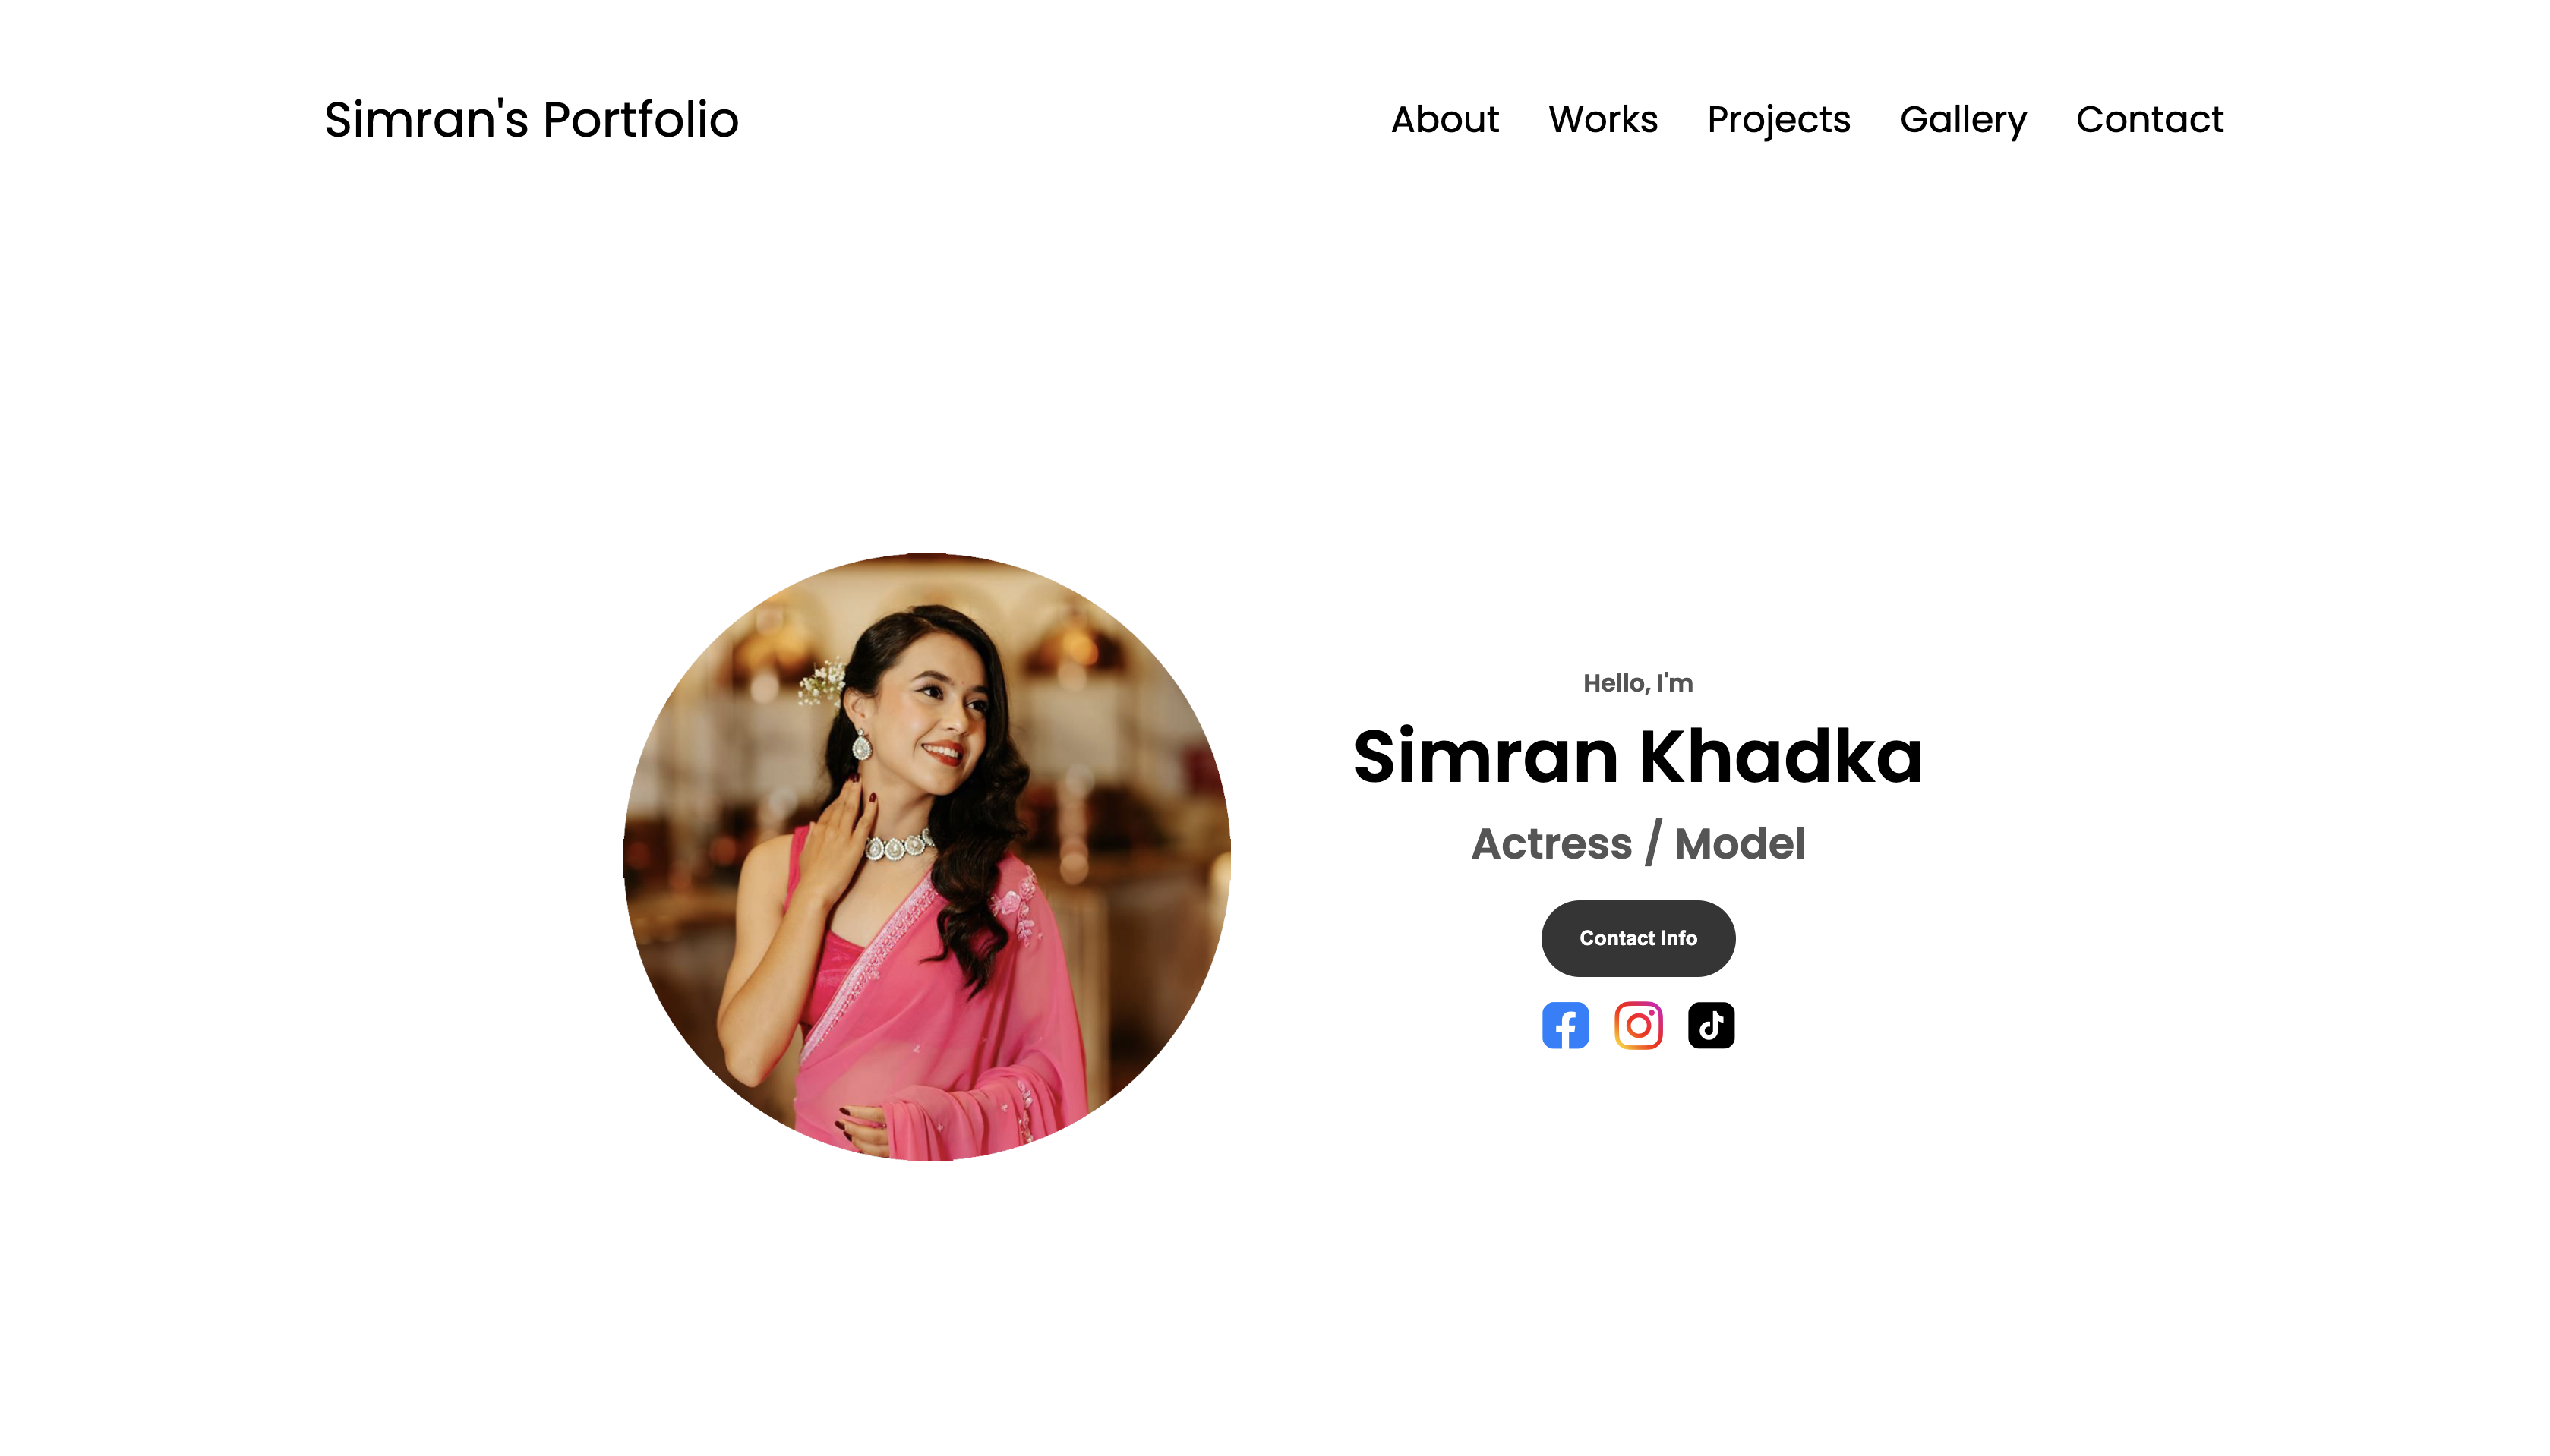 Simran's Portfolio
About Works Projects Gallery Contact
Hello, I'm
Simran Khadka
Actress / Model
Contact Info